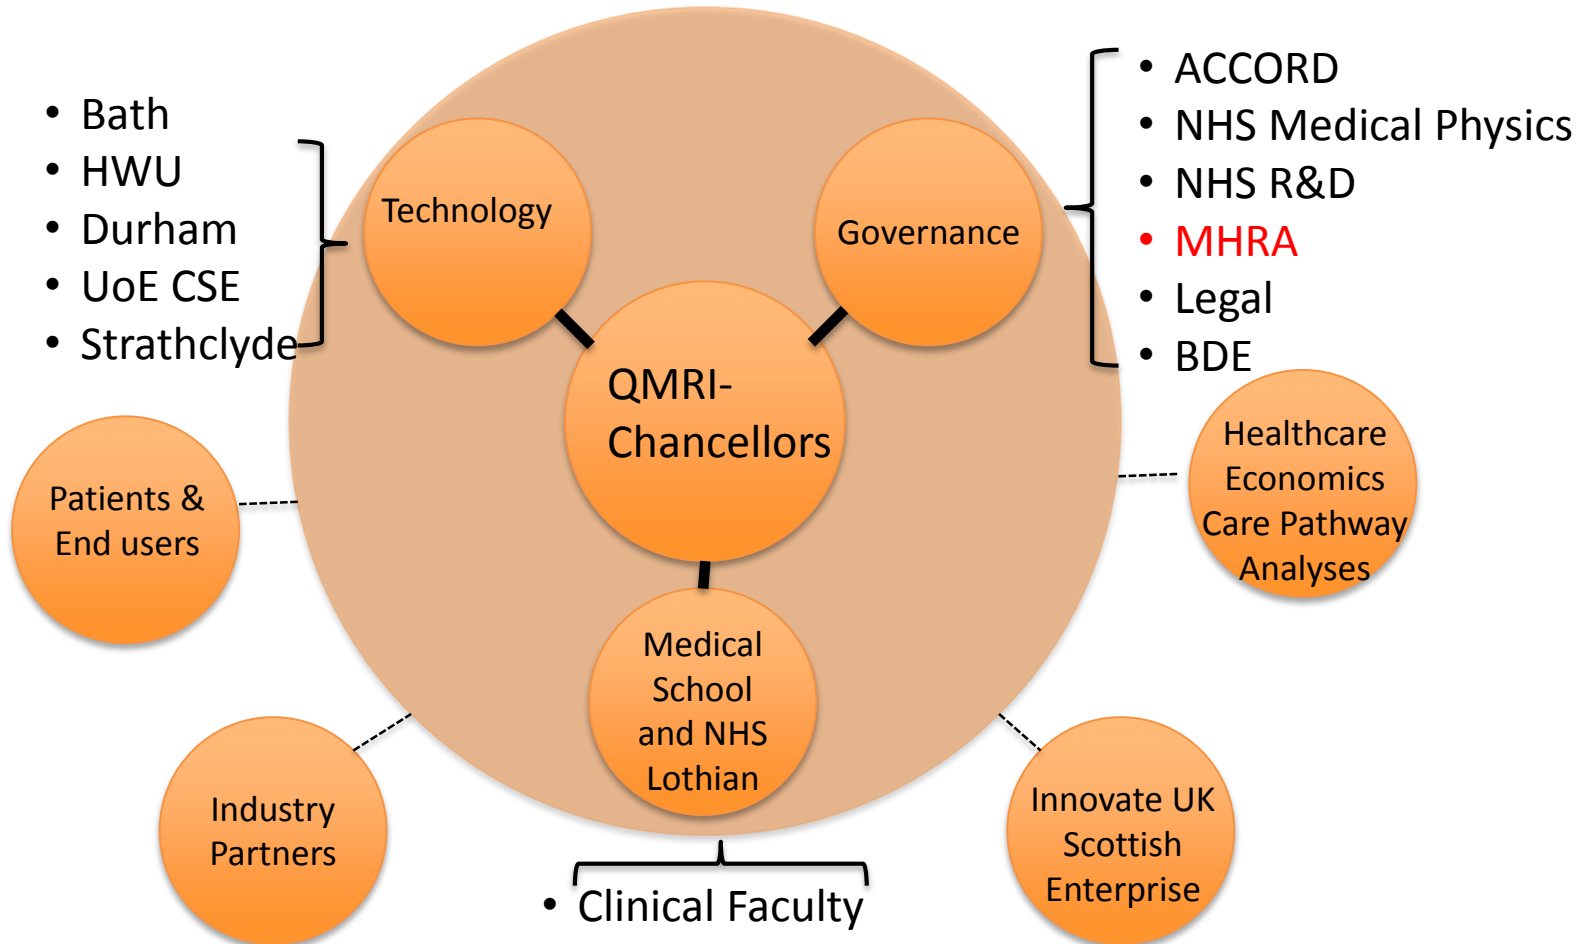 • Bath
• HWU
• Durham
• UoE CSE
• Strathclyde
Technology
Governance
• ACCORD
• NHS Medical Physics
• NHS R&D
• MHRA
• Legal
• BDE
QMRI-
Chancellors
Patients &
End users
Healthcare
Economics
Care Pathway
Analyses
Medical
School
and NHS
Lothian
Industry
Partners
Innovate UK
Scottish
Enterprise
• Clinical Faculty